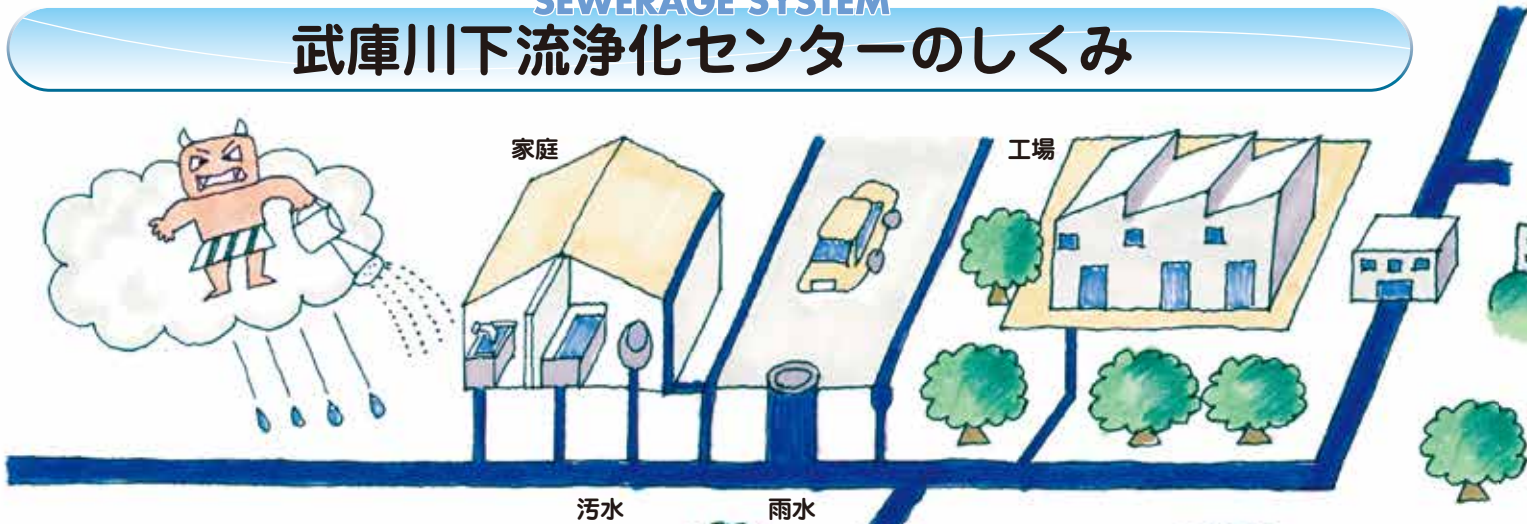 SEWERAGE SYSTEM
武庫川下流浄化センターのしくみ
家庭
工場
汚水
雨水